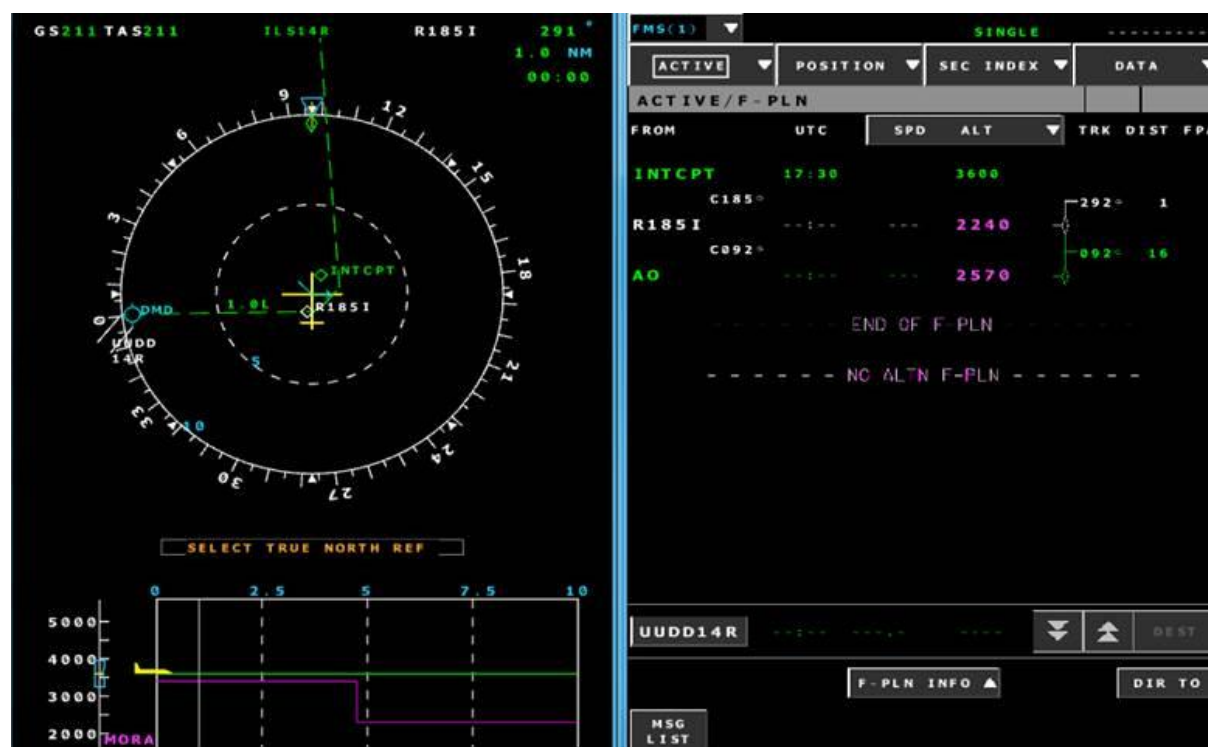 GS211 TAS211 ILS14R R185I 291°
1.0 NM
00:00
9
12
6
15
3
18
INTCPT
R185I
1.0L
DMD
0
UUDD
14R
5
21
33
10
24
30
27
SELECT TRUE NORTH REF
0 2.5 5 7.5 10
5000
4000
3000
2000
MORA
FMS(1) SINGLE ---------
ACTIVE POSITION SEC INDEX DATA
ACTIVE/F-PLN
FROM UTC SPD ALT TRK DIST FPA
INTCPT 17:30 3600
C185° 292° 1
R185I --:-- --- 2240
C092° 092° 16
AO --:-- --- 2570
END OF F-PLN
------ NO ALTN F-PLN ------
UUDD14R --:-- ---.- ---- DEST
F-PLN INFO DIR TO
MSG
LIST